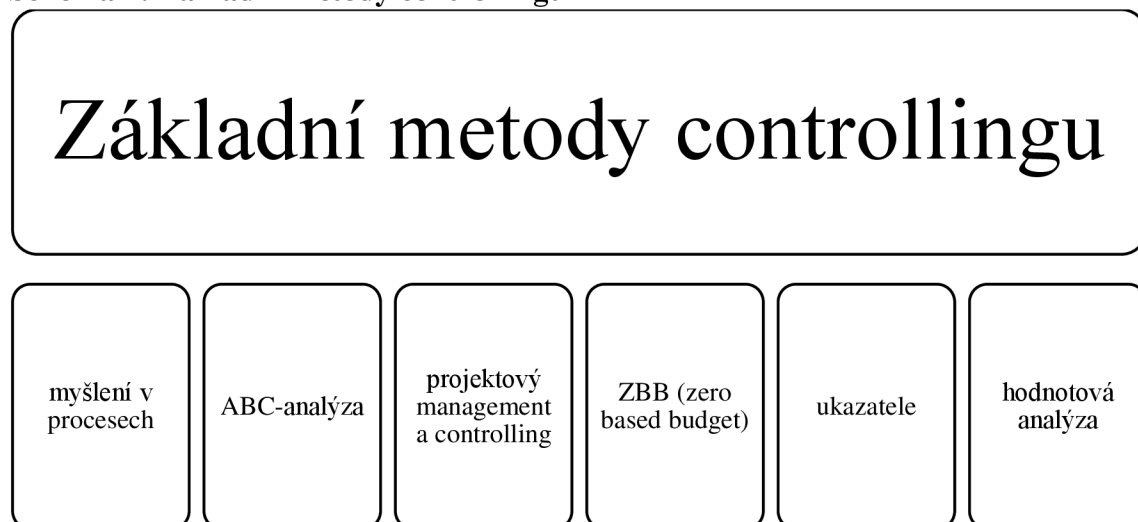 Základní metody controllingu
myšlení v
procesech
ABC-analýza
projektový
management
a controlling
ZBB (zero
based budget)
ukazatele
hodnotová
analýza